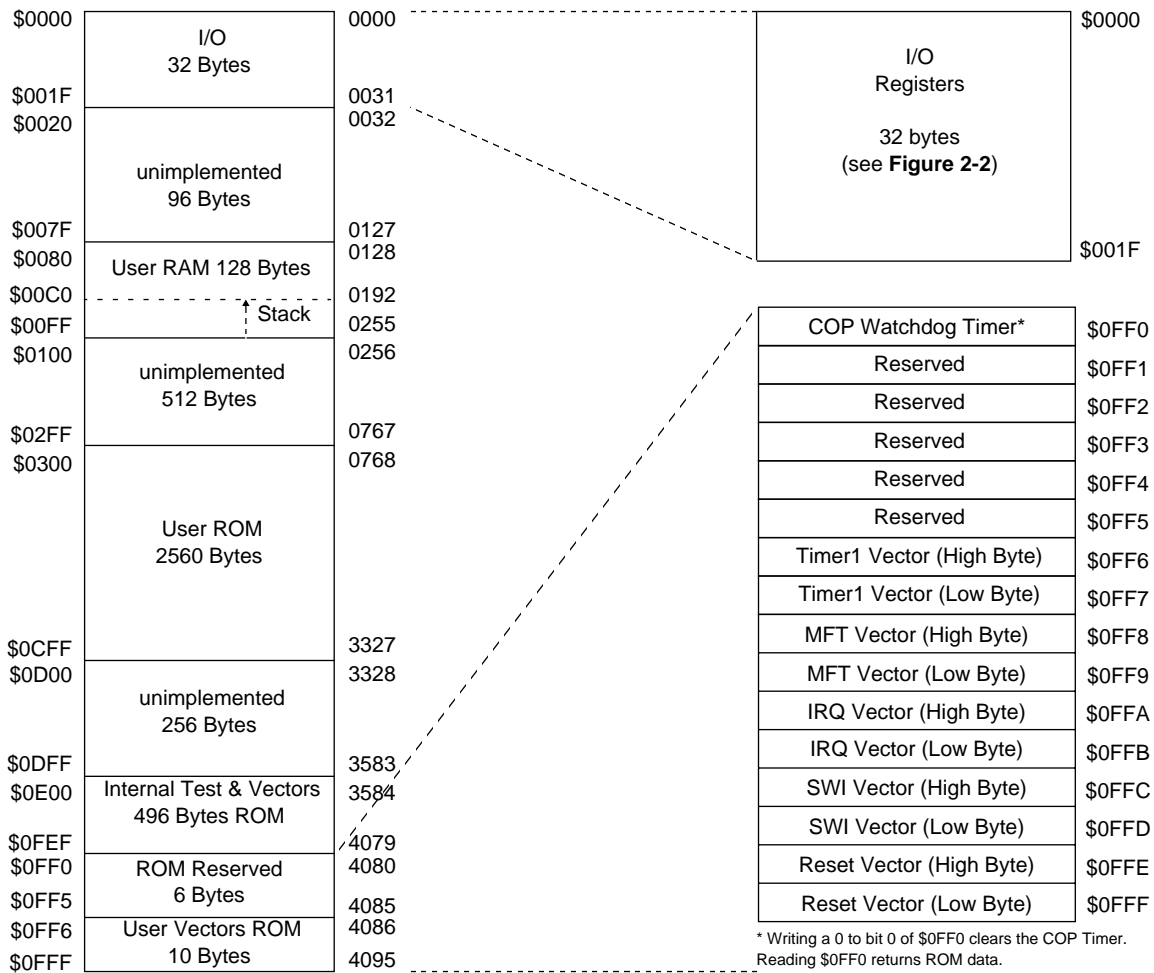 $0000
I/O
32 Bytes
0000
$001F
0031
$0020
0032
unimplemented
96 Bytes
$007F
0127
$0080
0128
User RAM 128 Bytes
$00C0
0192
Stack
$00FF
0255
$0100
0256
unimplemented
512 Bytes
$02FF
0767
$0300
0768
User ROM
2560 Bytes
$0CFF
3327
$0D00
3328
unimplemented
256 Bytes
$0DFF
3583
$0E00
Internal Test & Vectors
496 Bytes ROM
3584
$0FEF
4079
$0FF0
4080
ROM Reserved
6 Bytes
$0FF5
4085
$0FF6
4086
User Vectors ROM
10 Bytes
$0FFF
4095
$0000
I/O
Registers
32 bytes
(see Figure 2-2)
$001F
COP Watchdog Timer* $0FF0
Reserved $0FF1
Reserved $0FF2
Reserved $0FF3
Reserved $0FF4
Reserved $0FF5
Timer1 Vector (High Byte) $0FF6
Timer1 Vector (Low Byte) $0FF7
MFT Vector (High Byte) $0FF8
MFT Vector (Low Byte) $0FF9
IRQ Vector (High Byte) $0FFA
IRQ Vector (Low Byte) $0FFB
SWI Vector (High Byte) $0FFC
SWI Vector (Low Byte) $0FFD
Reset Vector (High Byte) $0FFE
Reset Vector (Low Byte) $0FFF
* Writing a 0 to bit 0 of $0FF0 clears the COP Timer.
Reading $0FF0 returns ROM data.